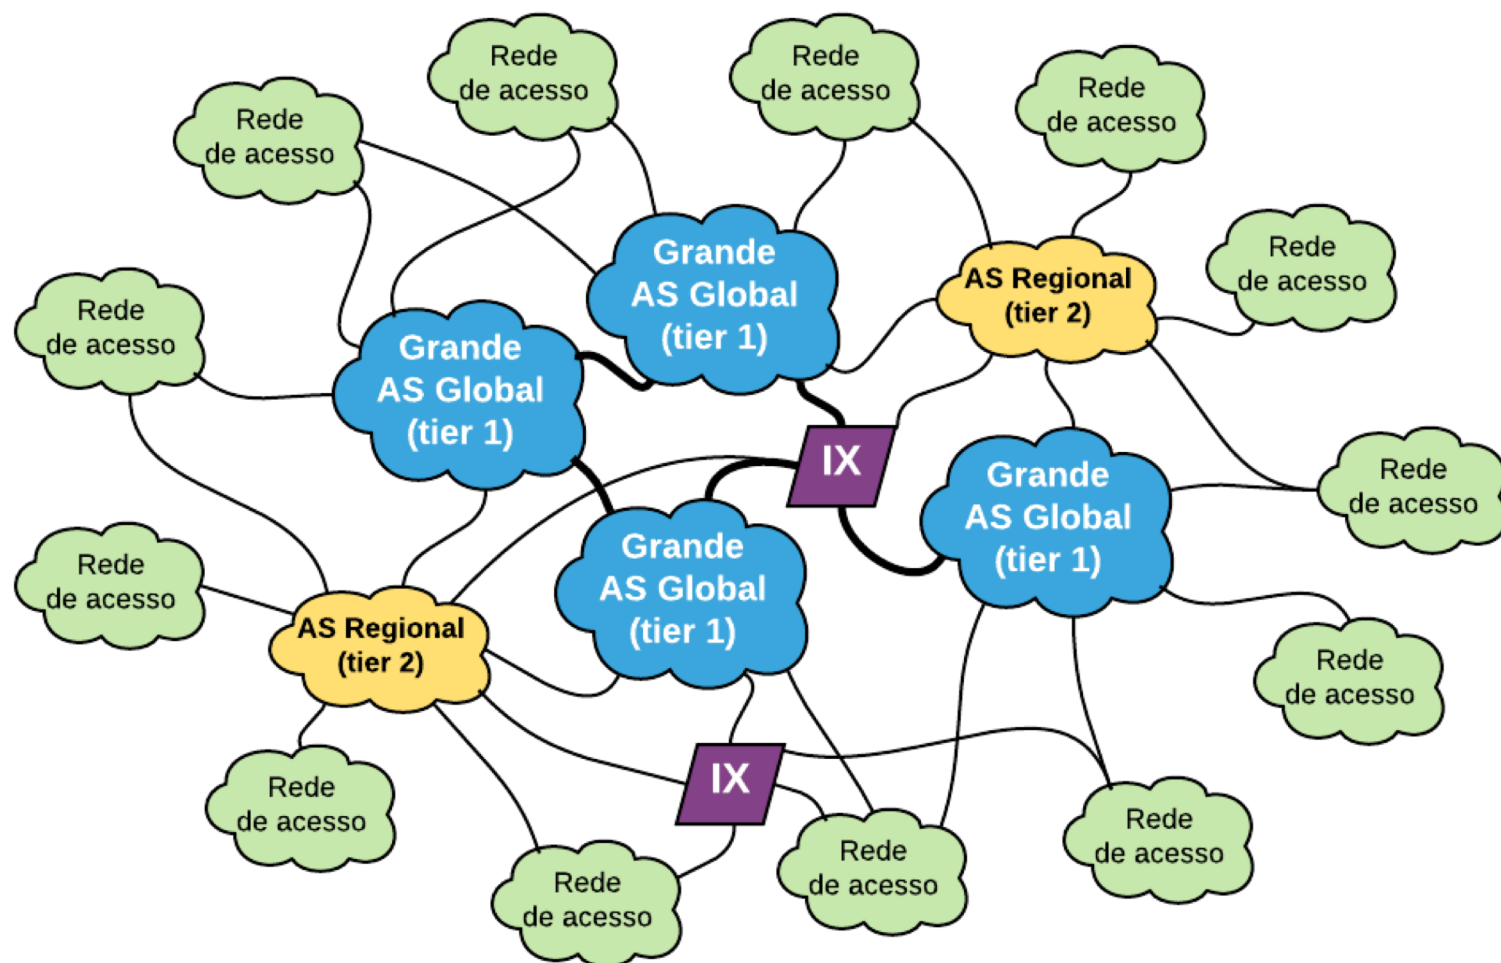 Rede
de acesso
Rede
de acesso
Rede
de acesso
Rede
de acesso
Rede
de acesso
Grande
AS Global
(tier 1)
AS Regional
(tier 2)
Rede
de acesso
Rede
de acesso
Grande
AS Global
(tier 1)
IX
Grande
AS Global
(tier 1)
Rede
de acesso
Rede
de acesso
Grande
AS Global
(tier 1)
AS Regional
(tier 2)
Rede
de acesso
Rede
de acesso
IX
Rede
de acesso
Rede
de acesso
Rede
de acesso